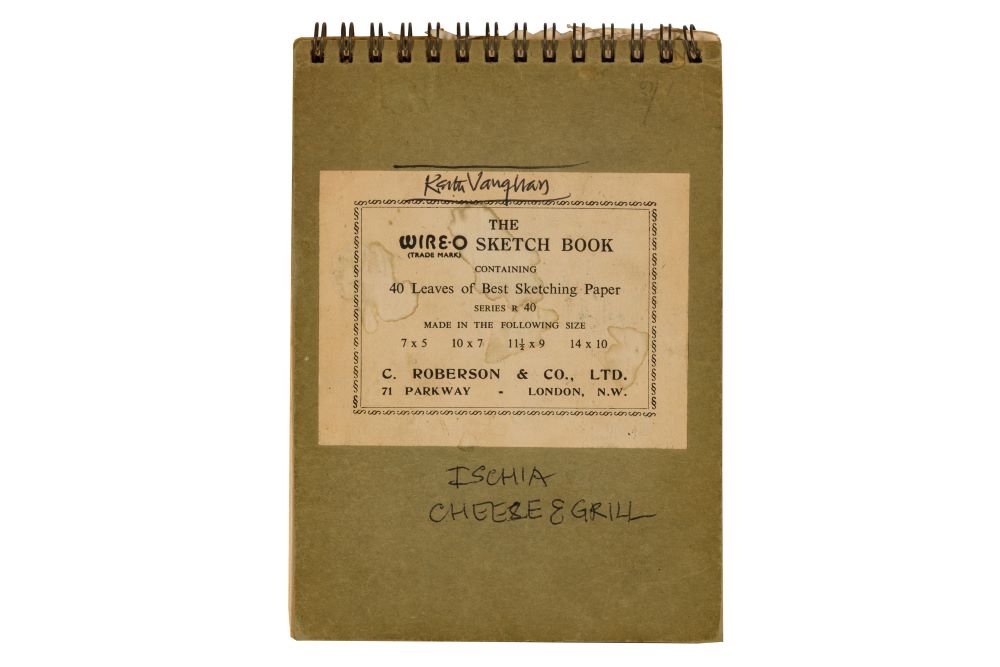 Keith Vaughan
THE
WIRE-O SKETCH BOOK
(TRADE MARK)
CONTAINING
40 Leaves of Best Sketching Paper
SERIES R 40
MADE IN THE FOLLOWING SIZE
7 x 5 10 x 7 11½ x 9 14 x 10
C. ROBERSON & CO., LTD.
71 PARKWAY - LONDON, N.W.
ISCHIA
CHEESE & GRILL